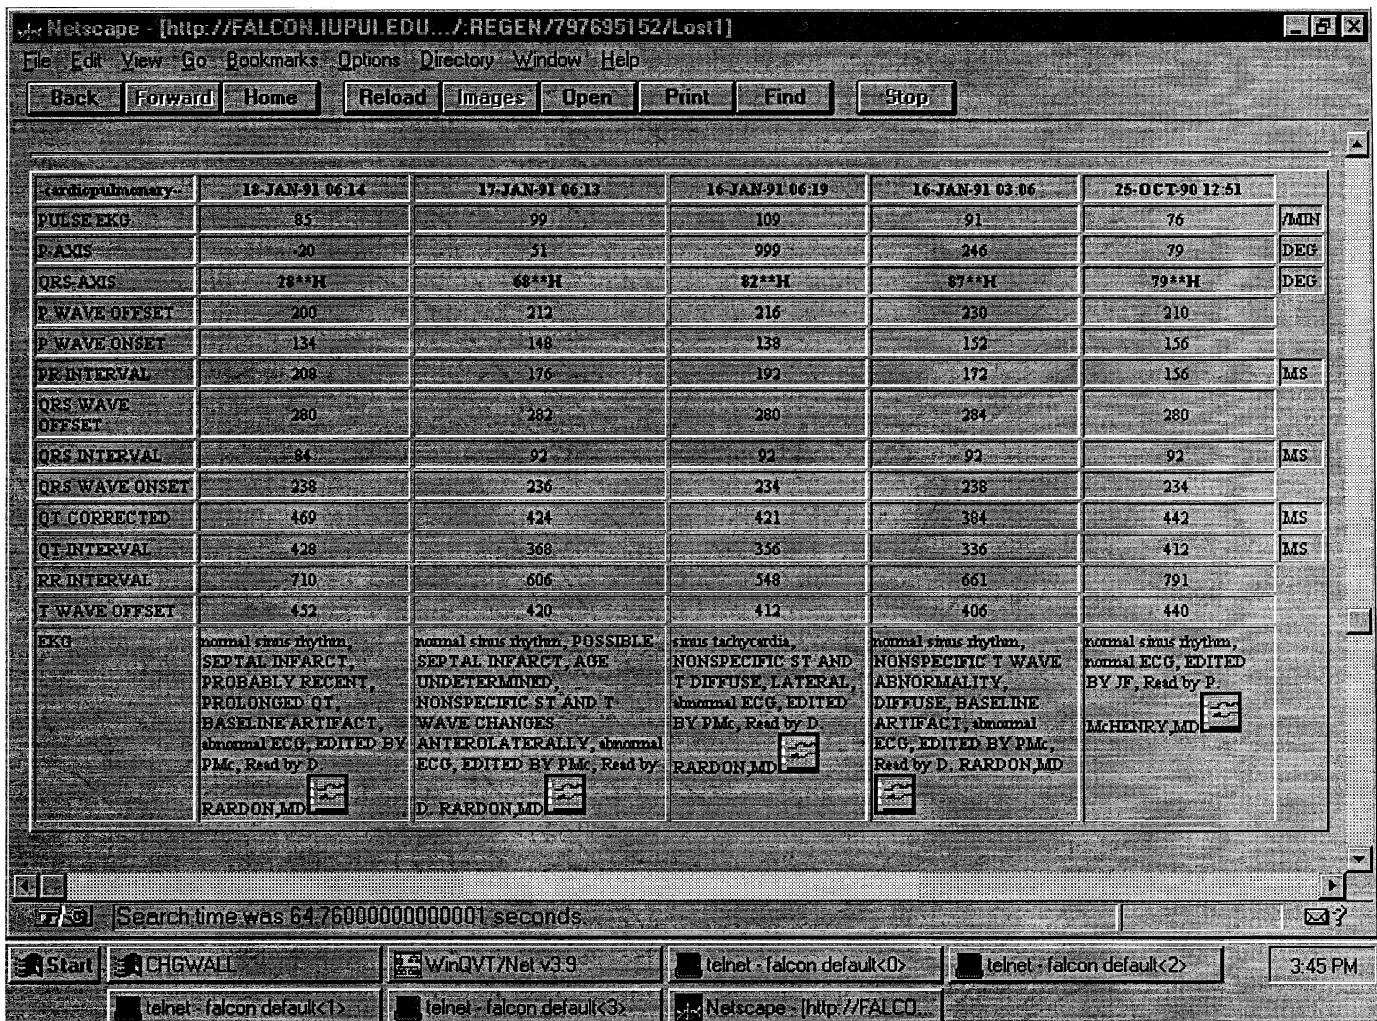 Netscape - [http://FALCON.IUPUI.EDU.../:REGEN/797695152/Lost1]
File Edit View Go Bookmarks Options Directory Window Help
Back Forward Home Reload Images Open Print Find Stop
-cardiopulmonary- 18-JAN-91 06:14 17-JAN-91 06:13 16-JAN-91 06:19 16-JAN-91 03:06 25-OCT-90 12:51
PULSE EKG 85 99 109 91 76 /MIN
P-AXIS -20 51 999 246 79 DEG
QRS-AXIS 28**H 68**H 82**H 87**H 79**H DEG
P WAVE OFFSET 200 212 216 230 210
P WAVE ONSET 134 148 138 152 156
PR INTERVAL 208 176 192 172 156 MS
QRS WAVE
OFFSET 280 282 280 284 280
QRS INTERVAL 84 92 92 92 92 MS
QRS WAVE ONSET 238 236 234 238 234
QT CORRECTED 469 424 421 384 442 MS
QT INTERVAL 428 368 356 336 412 MS
RR INTERVAL 710 606 548 661 791
T WAVE OFFSET 452 420 412 406 440
EKG
normal sinus rhythm,
SEPTAL INFARCT,
PROBABLY RECENT,
PROLONGED QT,
BASELINE ARTIFACT,
abnormal ECG, EDITED BY
PMc, Read by D.
RARDON,MD
normal sinus rhythm, POSSIBLE
SEPTAL INFARCT, AGE
UNDETERMINED,
NONSPECIFIC ST AND T
WAVE CHANGES
ANTEROLATERALLY, abnormal
ECG, EDITED BY PMc, Read by
D. RARDON,MD
sinus tachycardia,
NONSPECIFIC ST AND
T DIFFUSE, LATERAL,
abnormal ECG, EDITED
BY PMc, Read by D.
RARDON,MD
normal sinus rhythm,
NONSPECIFIC T WAVE
ABNORMALITY,
DIFFUSE, BASELINE
ARTIFACT, abnormal
ECG, EDITED BY PMc,
Read by D. RARDON,MD
normal sinus rhythm,
normal ECG, EDITED
BY JF, Read by P.
McHENRY,MD
Search time was 64.76000000000001 seconds.
Start CHGWALL WinQVT/Net v3.9 telnet - falcon default<0> telnet - falcon default<2> 3:45 PM
telnet - falcon default<1> telnet - falcon default<3> Netscape - [http://FALCO...